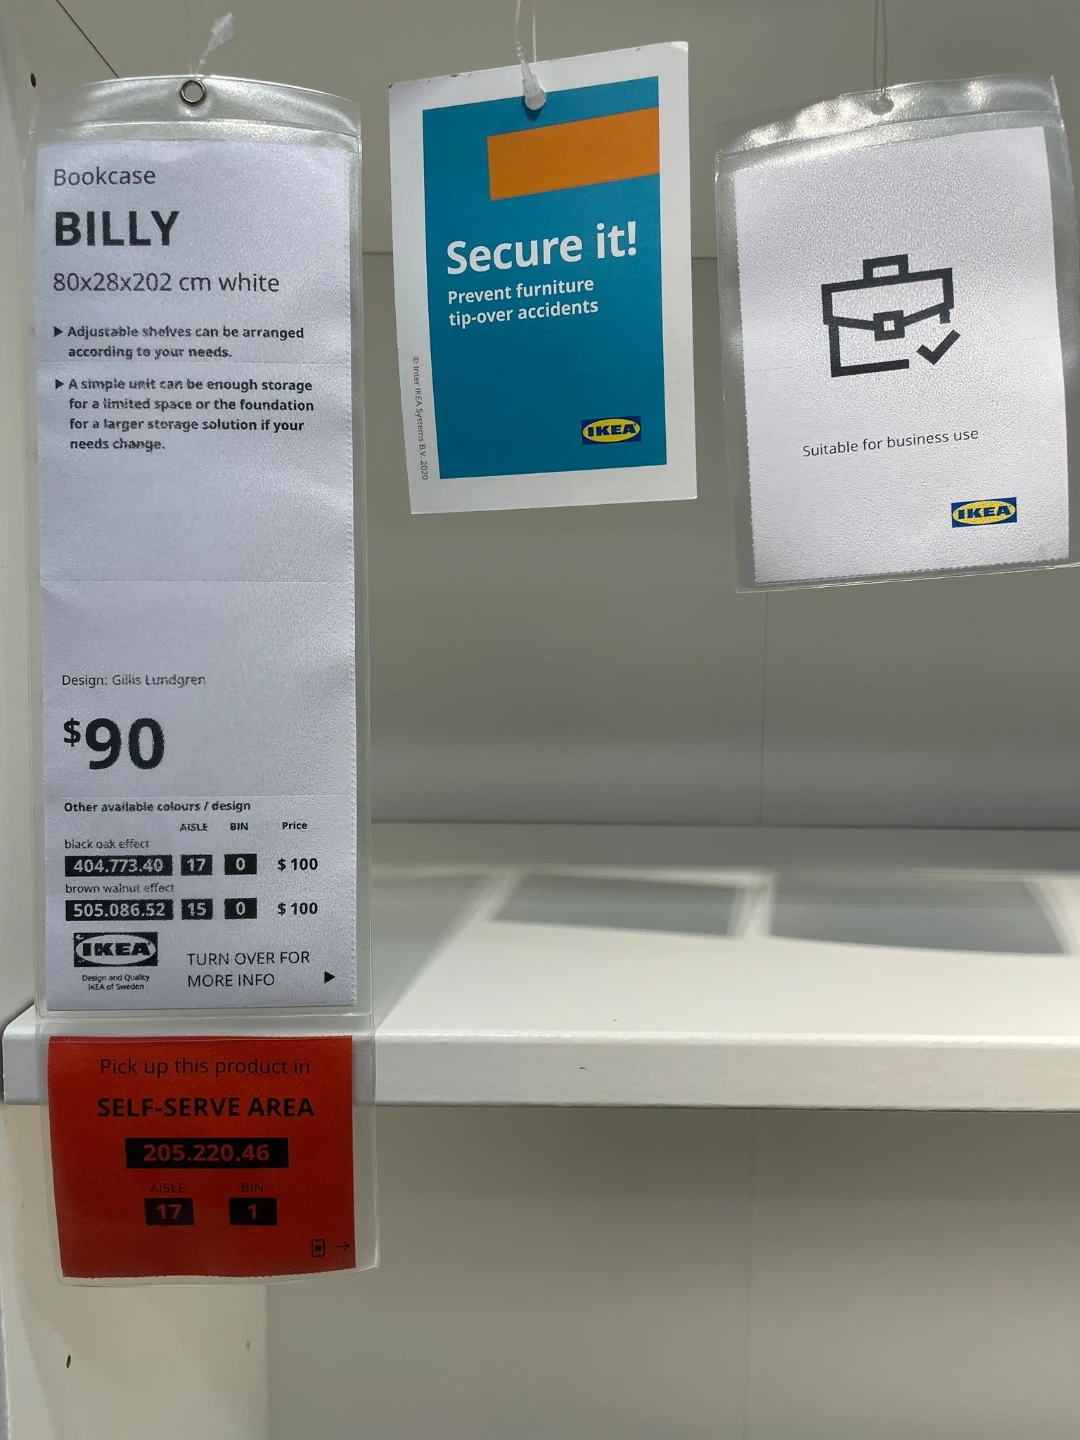 Bookcase
BILLY
80x28x202 cm white
▶ Adjustable shelves can be arranged
according to your needs.
▶ A simple unit can be enough storage
for a limited space or the foundation
for a larger storage solution if your
needs change.
Design: Gillis Lundgren
$90
Other available colours / design
AISLE BIN Price
black oak effect
404.773.40 17 0 $ 100
brown walnut effect
505.086.52 15 0 $ 100
IKEA
Design and Quality
IKEA of Sweden
TURN OVER FOR
MORE INFO ▶
Pick up this product in
SELF-SERVE AREA
205.220.46
AISLE BIN
17 1
Secure it!
Prevent furniture
tip-over accidents
© Inter IKEA Systems B.V. 2020
IKEA
Suitable for business use
IKEA